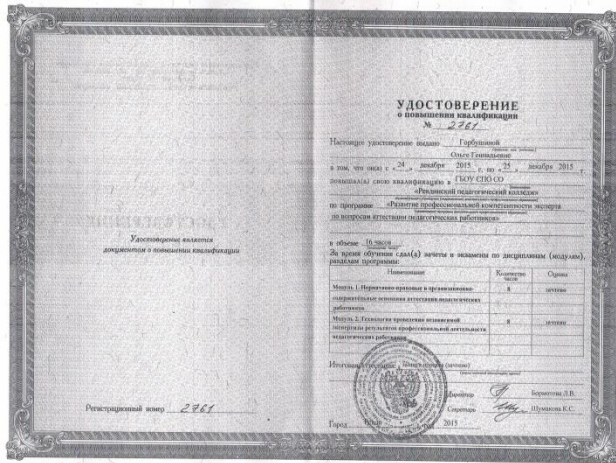 Удостоверение является
документом о повышении квалификации
Регистрационный номер 2761
УДОСТОВЕРЕНИЕ
о повышении квалификации
№ 2761
Настоящее удостоверение выдано Горбушиной
Ольге Геннадьевне
в том, что он(а) с «24» декабря 2015 г. по «25» декабря 2015 г.
повышал(а) свою квалификацию в ГБОУ СПО СО
«Ревдинский педагогический колледж»
по программе «Развитие профессиональной компетентности эксперта
по вопросам аттестации педагогических работников»
в объеме 16 часов
За время обучения сдал(а) зачеты и экзамены по дисциплинам (модулям),
разделам программы:
Наименование Количество часов Оценка
Модуль 1. Нормативно-правовые и организационно-
содержательные основания аттестации педагогических
работников 8 зачтено
Модуль 2. Технология проведения независимой
экспертизы результатов профессиональной деятельности
педагогических работников 8 зачтено
Итоговая
Директор Бормотова Л.В.
Секретарь Шумакова К.С.
Город 2015